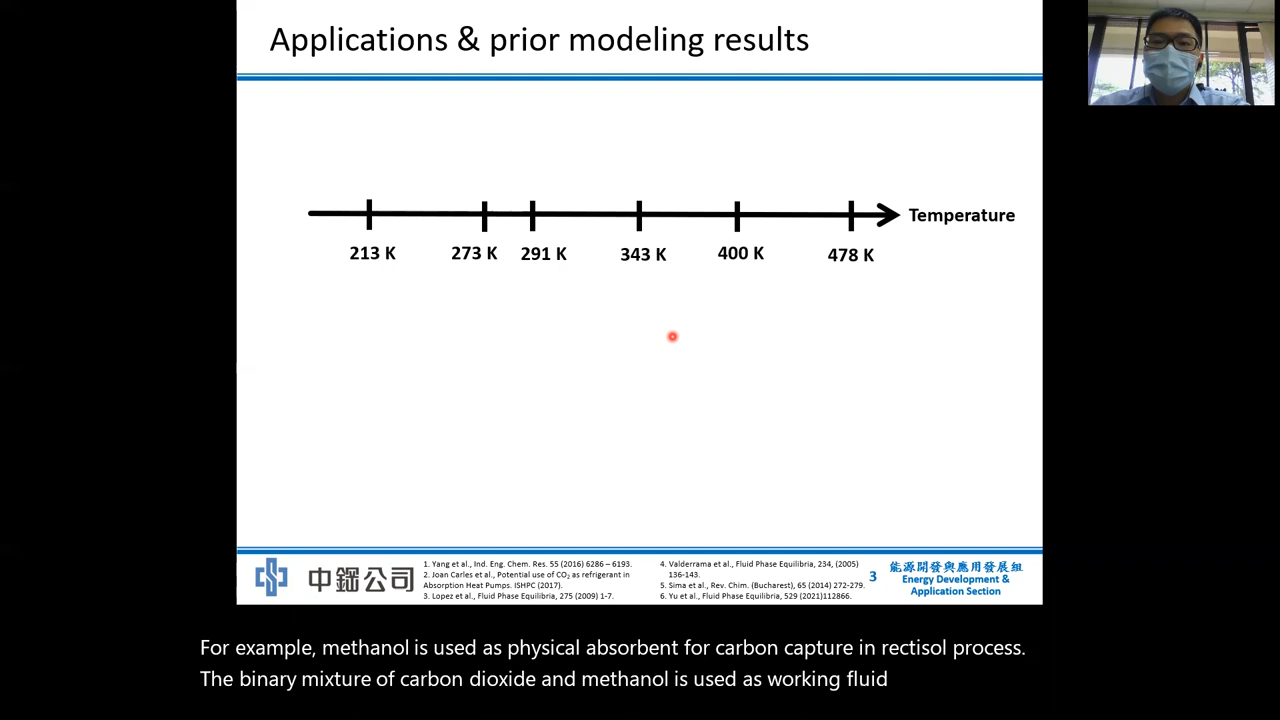 Applications & prior modeling results
Temperature
213 K
273 K
291 K
343 K
400 K
478 K
中鋼公司
1. Yang et al., Ind. Eng. Chem. Res. 55 (2016) 6286 – 6193.
2. Joan Carles et al., Potential use of CO₂ as refrigerant in
Absorption Heat Pumps. ISHPC (2017).
3. Lopez et al., Fluid Phase Equilibria, 275 (2009) 1-7.
4. Valderrama et al., Fluid Phase Equilibria, 234, (2005)
136-143.
5. Sima et al., Rev. Chim. (Bucharest), 65 (2014) 272-279.
6. Yu et al., Fluid Phase Equilibria, 529 (2021)112866.
3
能源開發與應用發展組
Energy Development &
Application Section
For example, methanol is used as physical absorbent for carbon capture in rectisol process.
The binary mixture of carbon dioxide and methanol is used as working fluid